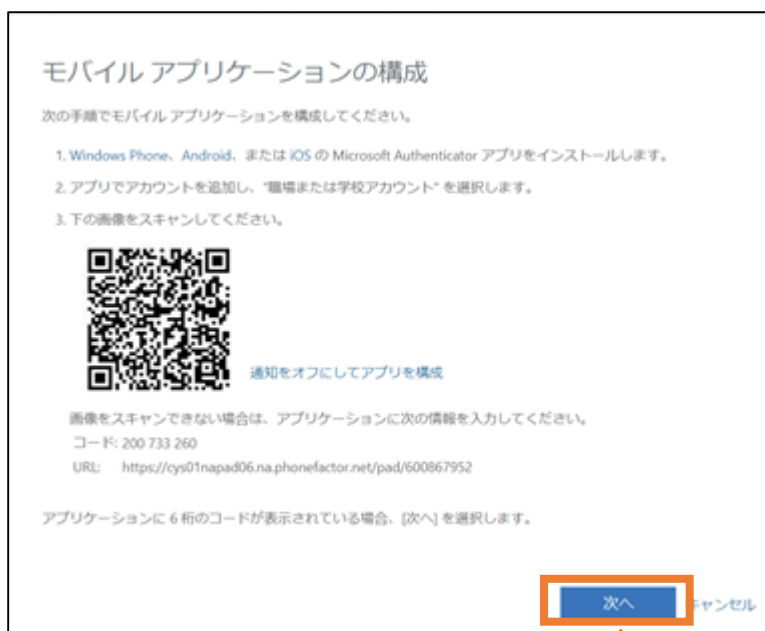 モバイル アプリケーションの構成
次の手順でモバイル アプリケーションを構成してください。
1. Windows Phone、Android、または iOS の Microsoft Authenticator アプリをインストールします。
2. アプリでアカウントを追加し、"職場または学校アカウント" を選択します。
3. 下の画像をスキャンしてください。
通知をオフにしてアプリを構成
画像をスキャンできない場合は、アプリケーションに次の情報を入力してください。
コード: 200 733 260
URL: https://cys01napad06.na.phonefactor.net/pad/600867952
アプリケーションに 6 桁のコードが表示されている場合、[次へ] を選択します。
次へ キャンセル